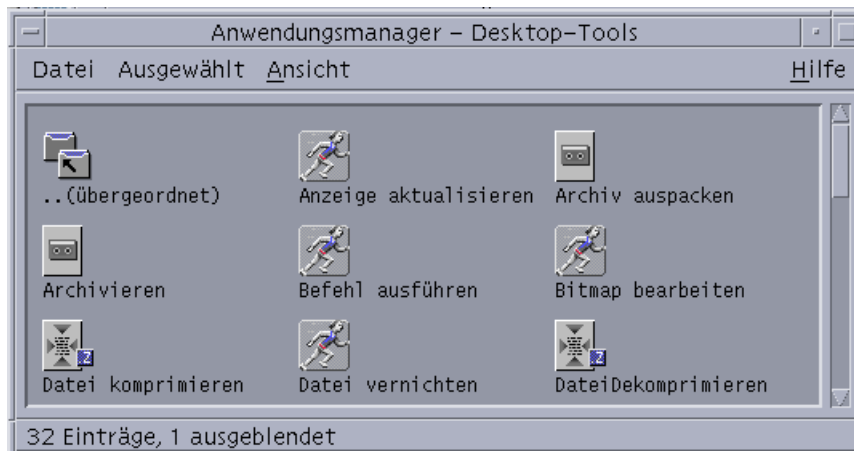 Anwendungsmanager – Desktop-Tools
Datei Ausgewählt Ansicht Hilfe
..(übergeordnet) Anzeige aktualisieren Archiv auspacken
Archivieren Befehl ausführen Bitmap bearbeiten
.Z .Z
Datei komprimieren Datei vernichten DateiDekomprimieren
32 Einträge, 1 ausgeblendet